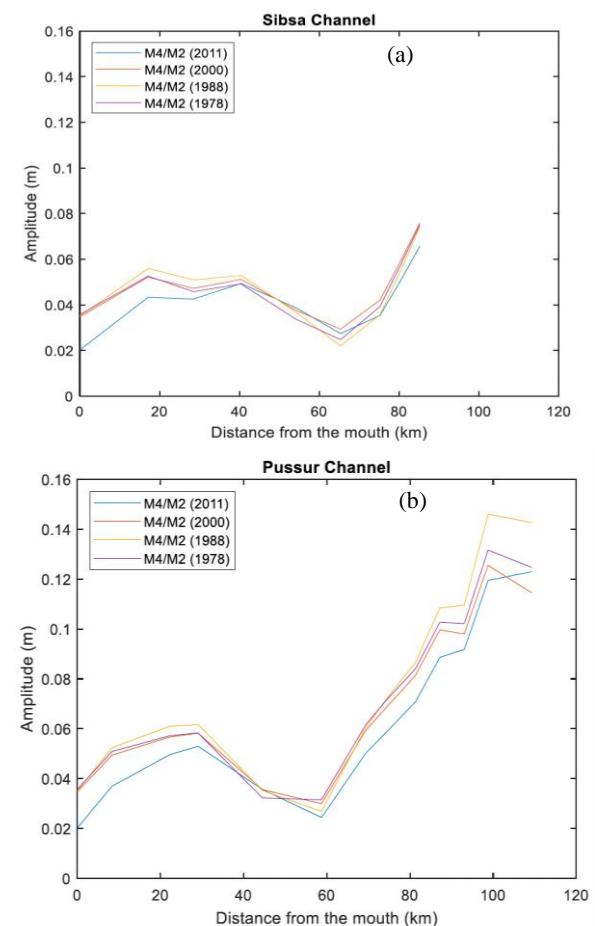 Sibsa Channel
(a)
M4/M2 (2011)
M4/M2 (2000)
M4/M2 (1988)
M4/M2 (1978)
0.16
0.14
0.12
0.1
0.08
0.06
0.04
0.02
0
Amplitude (m)
0 20 40 60 80 100 120
Distance from the mouth (km)
Pussur Channel
(b)
M4/M2 (2011)
M4/M2 (2000)
M4/M2 (1988)
M4/M2 (1978)
0.16
0.14
0.12
0.1
0.08
0.06
0.04
0.02
0
Amplitude (m)
0 20 40 60 80 100 120
Distance from the mouth (km)